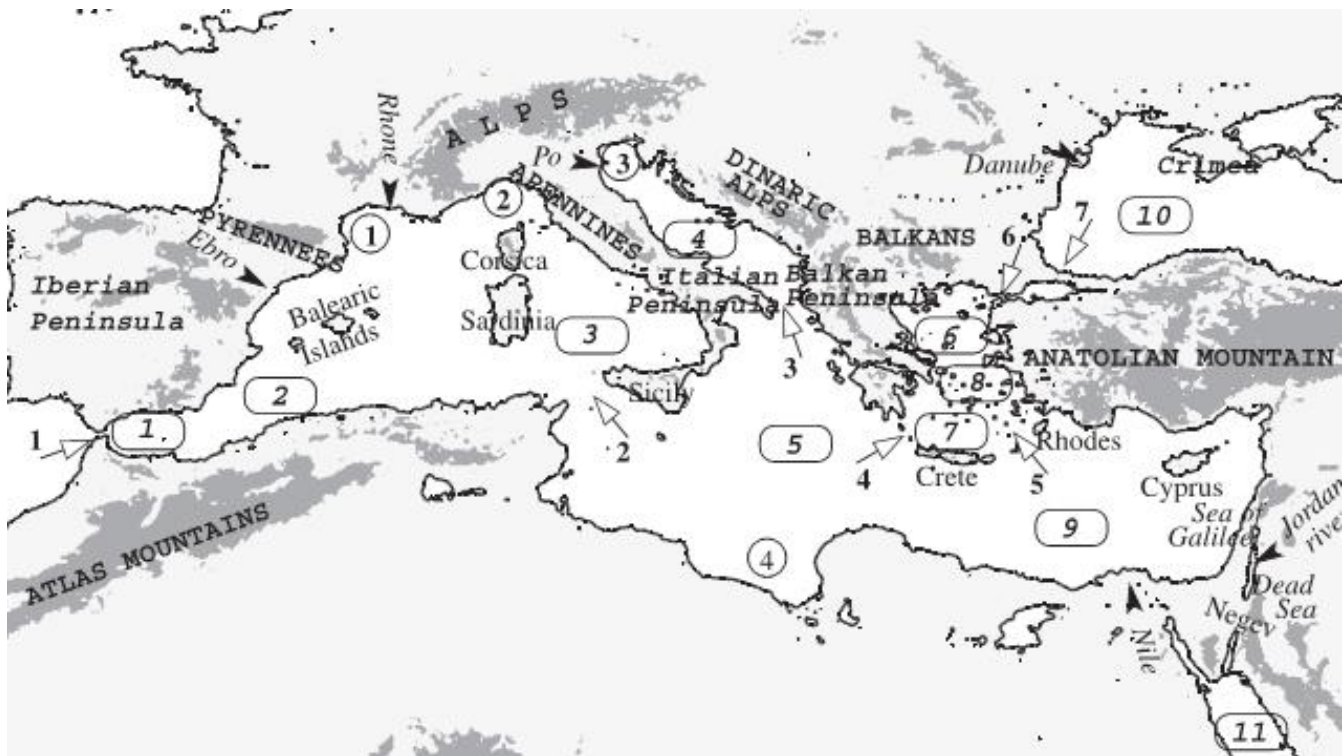 Rhone
ALPS
Po
3
DINARIC
ALPS
Danube
Crimea
PYRENNEES
2
APENNINES
1
4
BALKANS
6
7
10
Ebro
Iberian
Peninsula
Corsica
Italian
Peninsula
Balkan
Peninsula
Balearic
Islands
Sardinia
3
6
3
ANATOLIAN MOUNTAIN
2
Sicily
8
1
1
2
5
4
7
5
Rhodes
Crete
Cyprus
Sea of
Galilee
Jordan
river
ATLAS MOUNTAINS
9
4
Dead
Sea
Negev
Nile
11